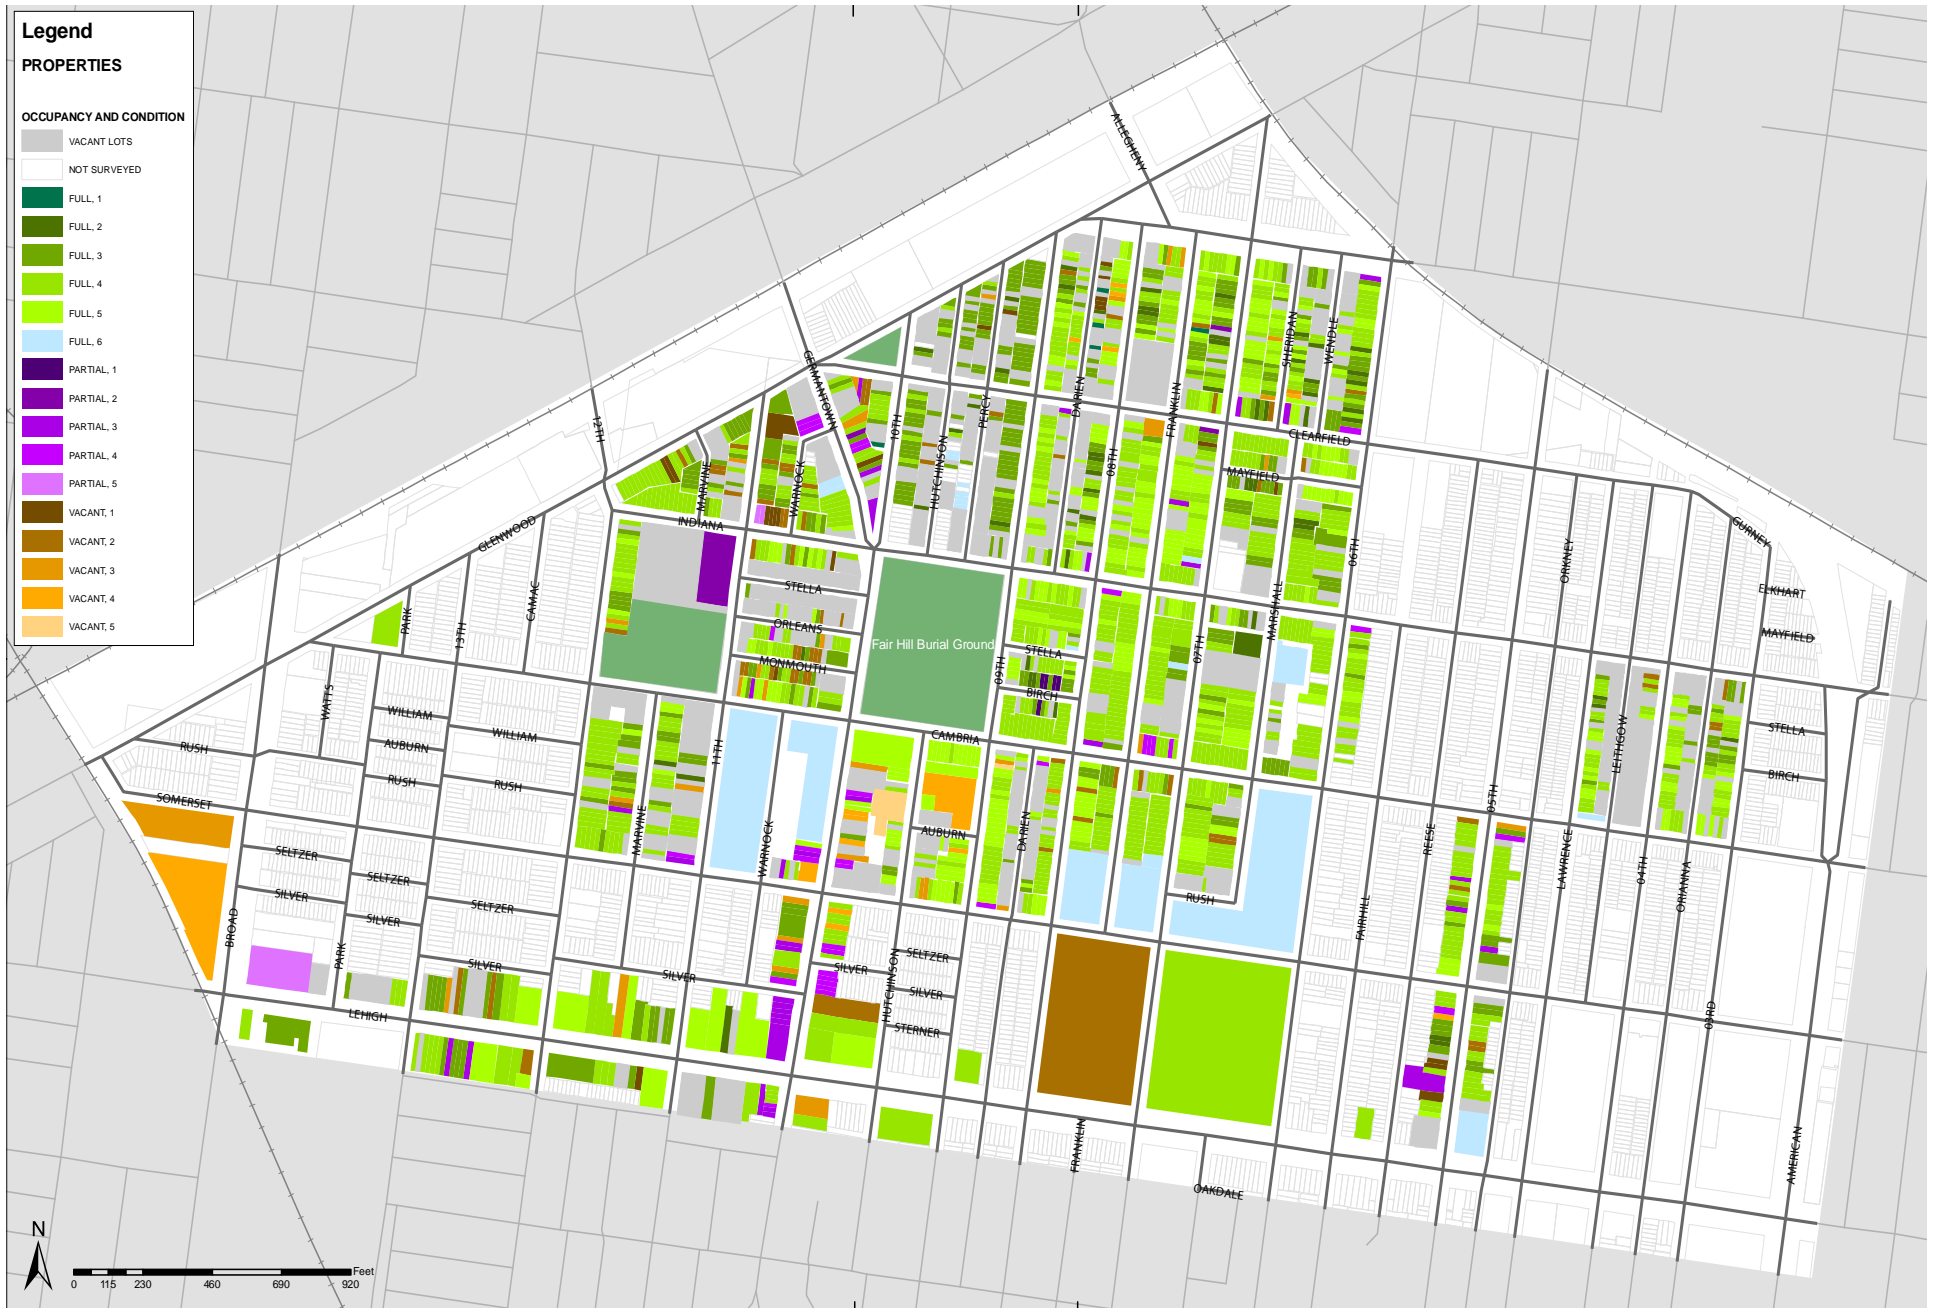 Legend
PROPERTIES
OCCUPANCY AND CONDITION
VACANT LOTS
NOT SURVEYED
FULL, 1
FULL, 2
FULL, 3
FULL, 4
FULL, 5
FULL, 6
PARTIAL, 1
PARTIAL, 2
PARTIAL, 3
PARTIAL, 4
PARTIAL, 5
VACANT, 1
VACANT, 2
VACANT, 3
VACANT, 4
VACANT, 5
ALLEGHENY
GERMANTOWN
SHERIDAN
WENDLE
DARIEN
FRANKLIN
PERCY
10TH
12TH
HUTCHINSON
CLEARFIELD
08TH
MAYFIELD
MARVINE
WARNOCK
INDIANA
GLENWOOD
GURNEY
06TH
ORKNEY
STELLA
CAMAC
MARSHALL
ELKHART
PARK
13TH
ORLEANS
MAYFIELD
Fair Hill Burial Ground
STELLA
07TH
MONMOUTH
09TH
BIRCH
WATTS
WILLIAM
WILLIAM
CAMBRIA
LEITHGOW
STELLA
RUSH
AUBURN
11TH
BIRCH
RUSH
RUSH
SOMERSET
05TH
MARVINE
AUBURN
DARIEN
REESE
SELTZER
WARNOCK
LAWRENCE
04TH
ORIANNA
SELTZER
SILVER
SELTZER
RUSH
BROAD
SILVER
FAIRHILL
PARK
SILVER
SILVER
SILVER
HUTCHINSON
SELTZER
SILVER
STERNER
LEHIGH
03RD
FRANKLIN
AMERICAN
OAKDALE
N
Feet
0 115 230 460 690 920